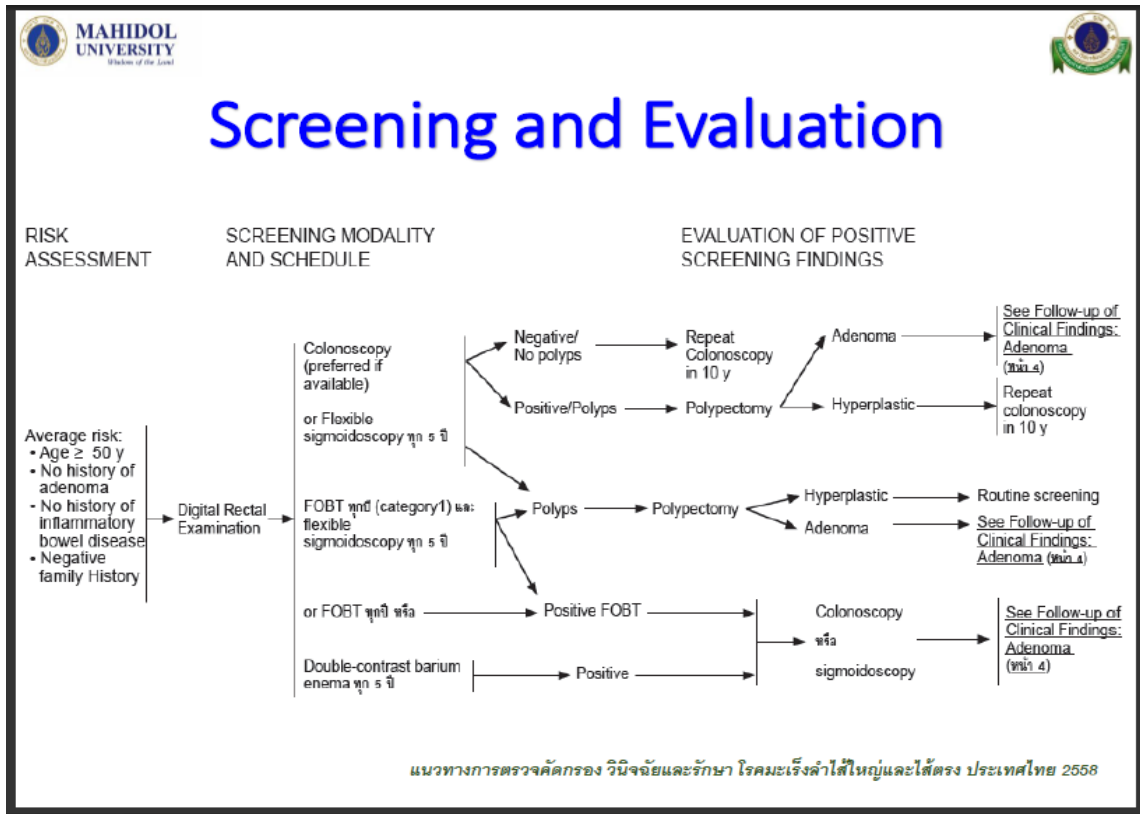 MAHIDOL
UNIVERSITY
Wisdom of the Land
Screening and Evaluation
RISK
ASSESSMENT
SCREENING MODALITY
AND SCHEDULE
EVALUATION OF POSITIVE
SCREENING FINDINGS
Average risk:
• Age ≥ 50 y
• No history of
adenoma
• No history of
inflammatory
bowel disease
• Negative
family History
Digital Rectal
Examination
Colonoscopy
(preferred if
available)
or Flexible
sigmoidoscopy ทุก 5 ปี
FOBT ทุกปี (category1) และ
flexible
sigmoidoscopy ทุก 5 ปี
or FOBT ทุกปี หรือ
Double-contrast barium
enema ทุก 5 ปี
Negative/
No polyps
Repeat
Colonoscopy
in 10 y
Positive/Polyps
Polypectomy
Adenoma
See Follow-up of
Clinical Findings:
Adenoma
(หน้า 4)
Hyperplastic
Repeat
colonoscopy
in 10 y
Polyps
Polypectomy
Hyperplastic
Routine screening
Adenoma
See Follow-up of
Clinical Findings:
Adenoma (หน้า 4)
Positive FOBT
Positive
Colonoscopy
หรือ
sigmoidoscopy
See Follow-up of
Clinical Findings:
Adenoma
(หน้า 4)
แนวทางการตรวจคัดกรอง วินิจฉัยและรักษา โรคมะเร็งลำไส้ใหญ่และไส้ตรง ประเทศไทย 2558